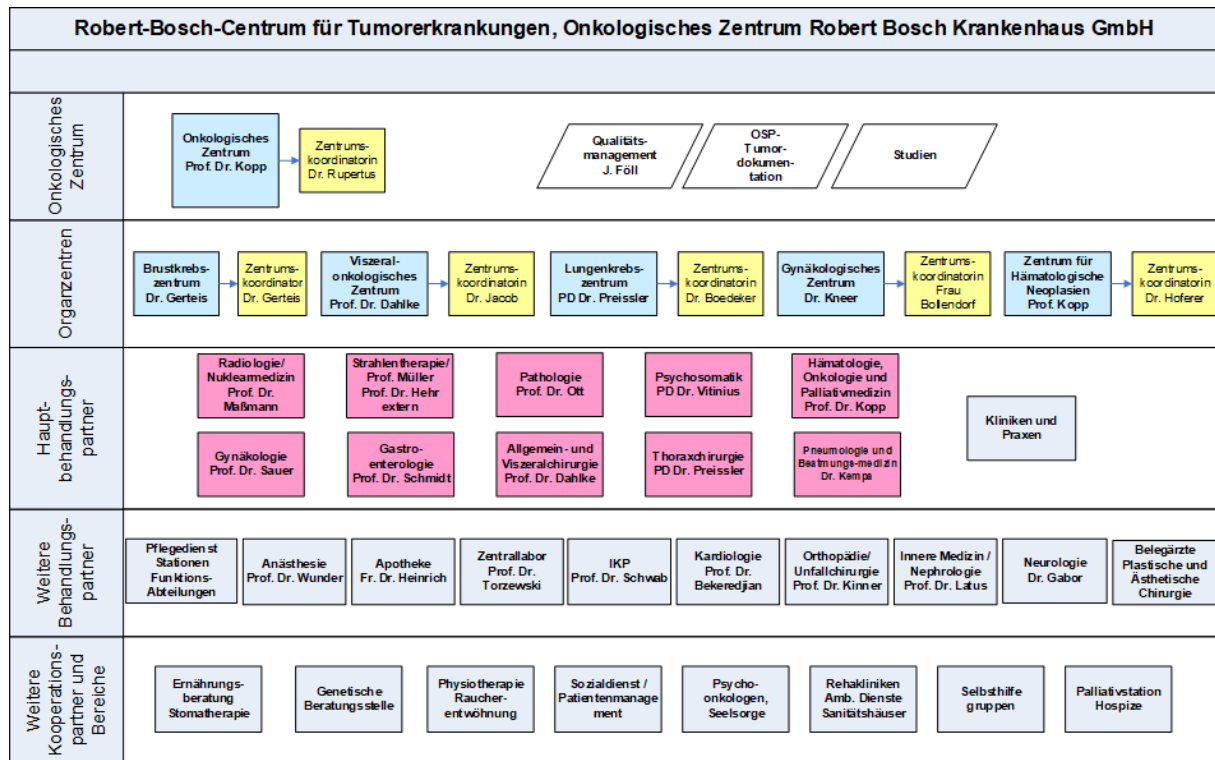 Robert-Bosch-Centrum für Tumorerkrankungen, Onkologisches Zentrum Robert Bosch Krankenhaus GmbH
Onkologisches
Zentrum
Onkologisches
Zentrum
Prof. Dr. Kopp
Zentrums-
koordinatorin
Dr. Rupertus
Qualitäts-
management
J. Föll
OSP-
Tumor-
dokumen-
tation
Studien
Organzentren
Brustkrebs-
zentrum
Dr. Gerteis
Zentrums-
koordinator
Dr. Gerteis
Viszeral-
onkologisches
Zentrum
Prof. Dr. Dahlke
Zentrums-
koordinatorin
Dr. Jacob
Lungenkrebs-
zentrum
PD Dr. Preissler
Zentrums-
koordinatorin
Dr. Boedeker
Gynäkologisches
Zentrum
Dr. Kneer
Zentrums-
koordinatorin
Frau
Bollendorf
Zentrum für
Hämatologische
Neoplasien
Prof. Kopp
Zentrums-
koordinatorin
Dr. Hoferer
Haupt-
behandlungs-
partner
Radiologie/
Nuklearmedizin
Prof. Dr.
Maßmann
Strahlentherapie/
Prof. Müller
Prof. Dr. Hehr
extern
Pathologie
Prof. Dr. Ott
Psychosomatik
PD Dr. Vitinius
Hämatologie,
Onkologie und
Palliativmedizin
Prof. Dr. Kopp
Kliniken und
Praxen
Gynäkologie
Prof. Dr. Sauer
Gastro-
enterologie
Prof. Dr. Schmidt
Allgemein- und
Viszeralchirurgie
Prof. Dr. Dahlke
Thoraxchirurgie
PD Dr. Preissler
Pneumologie und
Beatmungs-medizin
Dr. Kempa
Weitere
Behandlungs-
partner
Pflegedienst
Stationen
Funktions-
Abteilungen
Anästhesie
Prof. Dr. Wunder
Apotheke
Fr. Dr. Heinrich
Zentrallabor
Prof. Dr.
Torzewski
IKP
Prof. Dr. Schwab
Kardiologie
Prof. Dr.
Bekeredjian
Orthopädie/
Unfallchirurgie
Prof. Dr. Kinner
Innere Medizin /
Nephrologie
Prof. Dr. Latus
Neurologie
Dr. Gabor
Belegärzte
Plastische und
Ästhetische
Chirurgie
Weitere
Kooperations-
partner und
Bereiche
Ernährungs-
beratung
Stomatherapie
Genetische
Beratungsstelle
Physiotherapie
Raucher-
entwöhnung
Sozialdienst /
Patientenmanage
ment
Psycho-
onkologen,
Seelsorge
Rehakliniken
Amb. Dienste
Sanitätshäuser
Selbsthilfe
gruppen
Palliativstation
Hospize